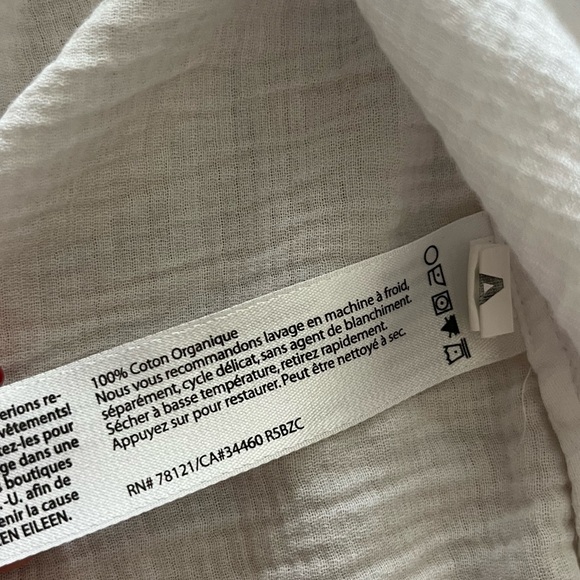 100% Coton Organique
Nous vous recommandons lavage en machine à froid,
séparément, cycle délicat, sans agent de blanchiment.
Sécher à basse température, retirez rapidement.
Appuyez sur pour restaurer. Peut être nettoyé à sec.
RN# 78121/CA#34460 R5BZC
erions re-
vêtements!
ez-les pour
ge dans une
boutiques
.-U. afin de
enir la cause
EN EILEEN.